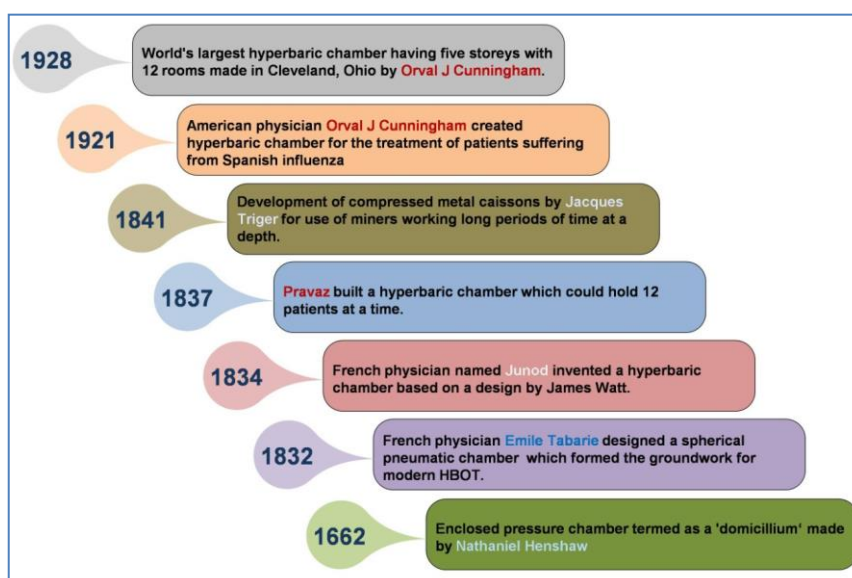 1928
World's largest hyperbaric chamber having five storeys with
12 rooms made in Cleveland, Ohio by Orval J Cunningham.
1921
American physician Orval J Cunningham created
hyperbaric chamber for the treatment of patients suffering
from Spanish influenza
1841
Development of compressed metal caissons by Jacques
Triger for use of miners working long periods of time at a
depth.
1837
Pravaz built a hyperbaric chamber which could hold 12
patients at a time.
1834
French physician named Junod invented a hyperbaric
chamber based on a design by James Watt.
1832
French physician Emile Tabarie designed a spherical
pneumatic chamber which formed the groundwork for
modern HBOT.
1662
Enclosed pressure chamber termed as a 'domicillium' made
by Nathaniel Henshaw